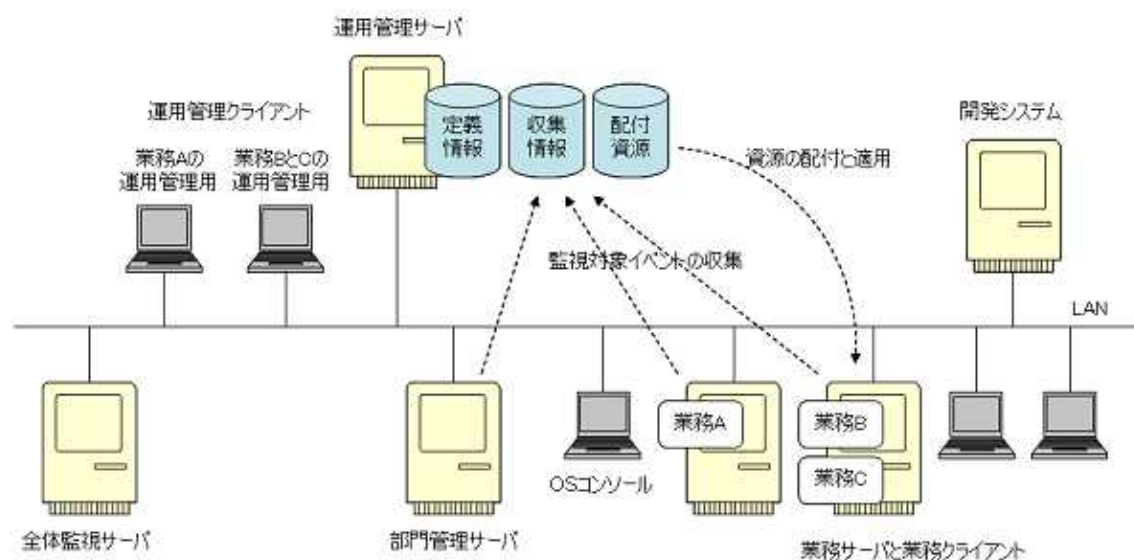 運用管理サーバ
運用管理クライアント
業務Aの
運用管理用
業務BとCの
運用管理用
定義
情報
収集
情報
配付
資源
開発システム
資源の配付と適用
監視対象イベントの収集
LAN
業務A
業務B
業務C
OSコンソール
全体監視サーバ
部門管理サーバ
業務サーバと業務クライアント